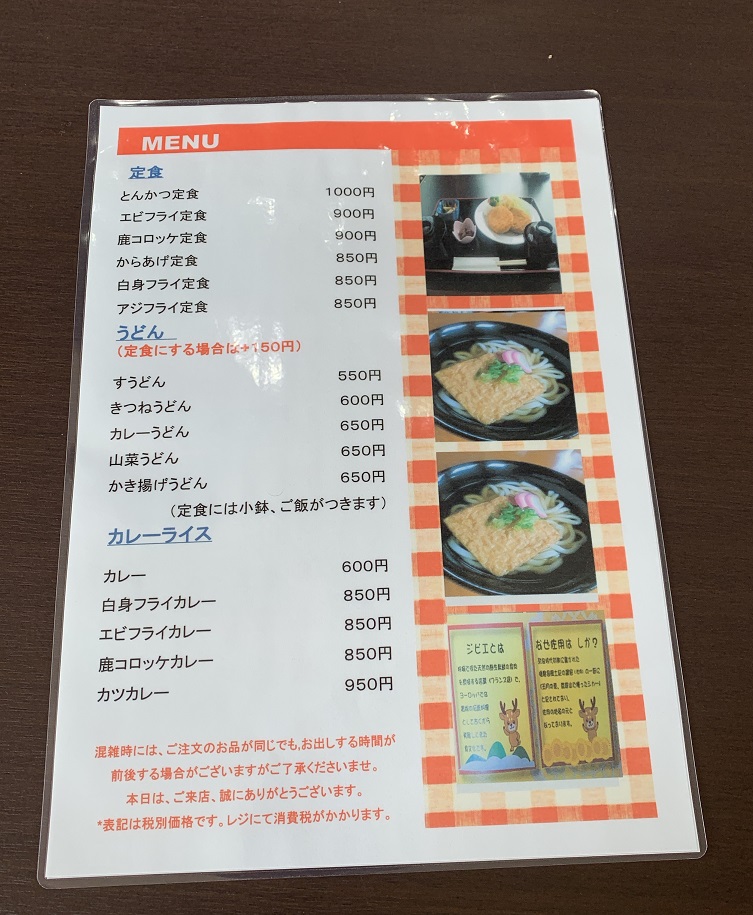 MENU
定食
とんかつ定食 1000円
エビフライ定食 900円
鹿コロッケ定食 900円
からあげ定食 850円
白身フライ定食 850円
アジフライ定食 850円
うどん
（定食にする場合は+150円）
すうどん 550円
きつねうどん 600円
カレーうどん 650円
山菜うどん 650円
かき揚げうどん 650円
（定食には小鉢、ご飯がつきます）
カレーライス
カレー 600円
白身フライカレー 850円
エビフライカレー 850円
鹿コロッケカレー 850円
カツカレー 950円
混雑時には、ご注文のお品が同じでも、お出しする時間が
前後する場合がございますがご了承くださいませ。
本日は、ご来店、誠にありがとうございます。
*表記は税別価格です。レジにて消費税がかかります。
ジビエとは
なぜ佐用は しか？